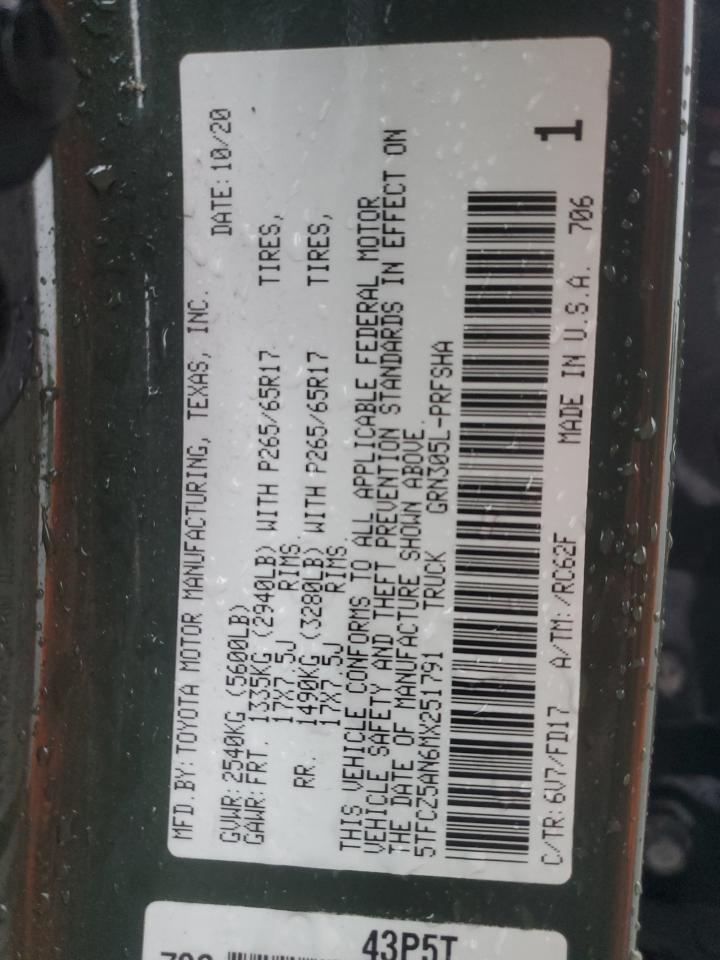 MFD.BY: TOYOTA MOTOR MANUFACTURING, TEXAS, INC.
DATE: 10/20
GVWR: 2540KG (5600LB)
GAWR: FRT. 1335KG (2940LB) WITH P265/65R17 TIRES,
17X7.5J RIMS
RR. 1490KG (3280LB) WITH P265/65R17 TIRES,
17X7.5J RIMS
THIS VEHICLE CONFORMS TO ALL APPLICABLE FEDERAL MOTOR
VEHICLE SAFETY AND THEFT PREVENTION STANDARDS IN EFFECT ON
THE DATE OF MANUFACTURE SHOWN ABOVE.
5TFCZ5AN6MX251791 TRUCK GRN305L-PRFSHA
1
C/TR: 6V7/FD17 A/TM: /RC62F MADE IN U.S.A. 706
43P5T